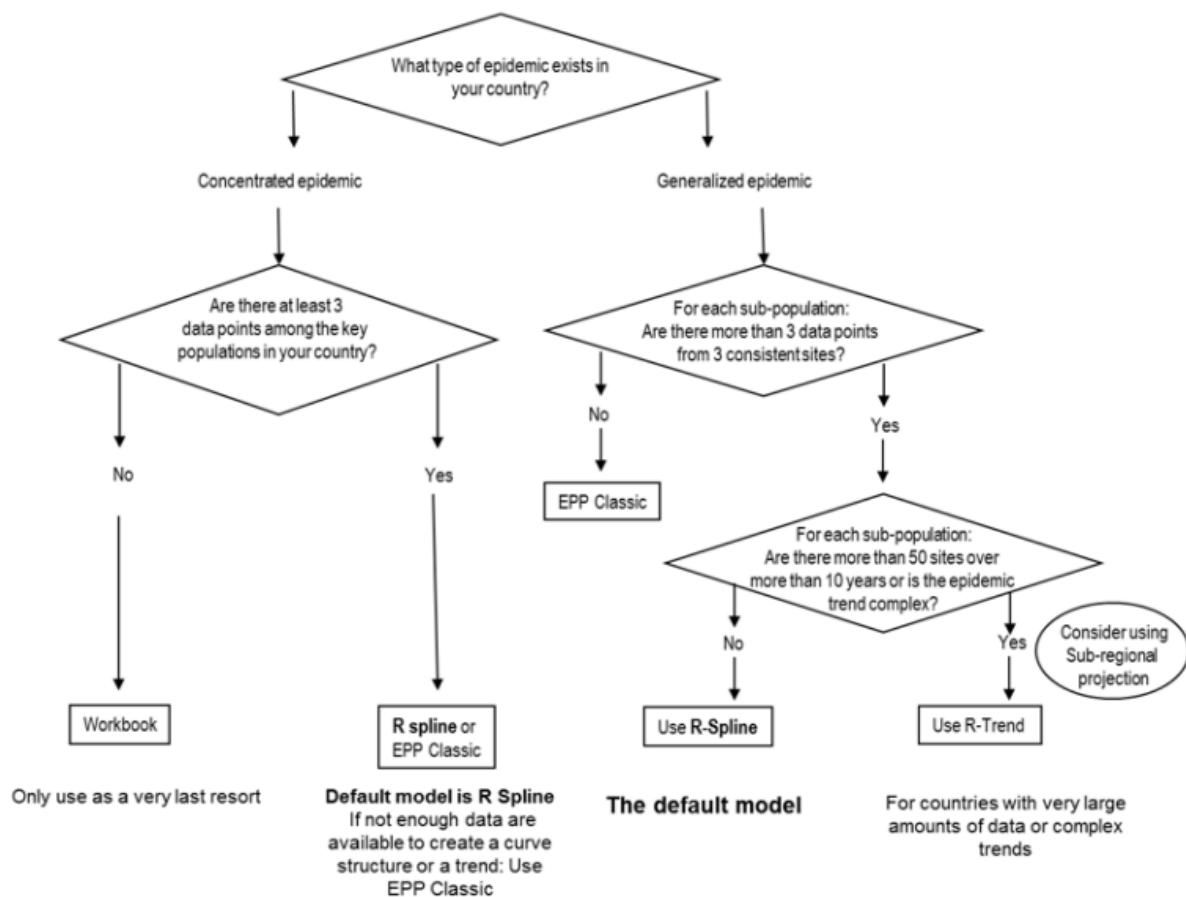 What type of epidemic exists in
your country?
Concentrated epidemic
Generalized epidemic
Are there at least 3
data points among the key
populations in your country?
For each sub-population:
Are there more than 3 data points
from 3 consistent sites?
No
Yes
No
Yes
EPP Classic
For each sub-population:
Are there more than 50 sites over
more than 10 years or is the epidemic
trend complex?
No
Yes
Consider using
Sub-regional
projection
Workbook
R spline or
EPP Classic
Use R-Spline
Use R-Trend
Only use as a very last resort
Default model is R Spline
If not enough data are
available to create a curve
structure or a trend: Use
EPP Classic
The default model
For countries with very large
amounts of data or complex
trends